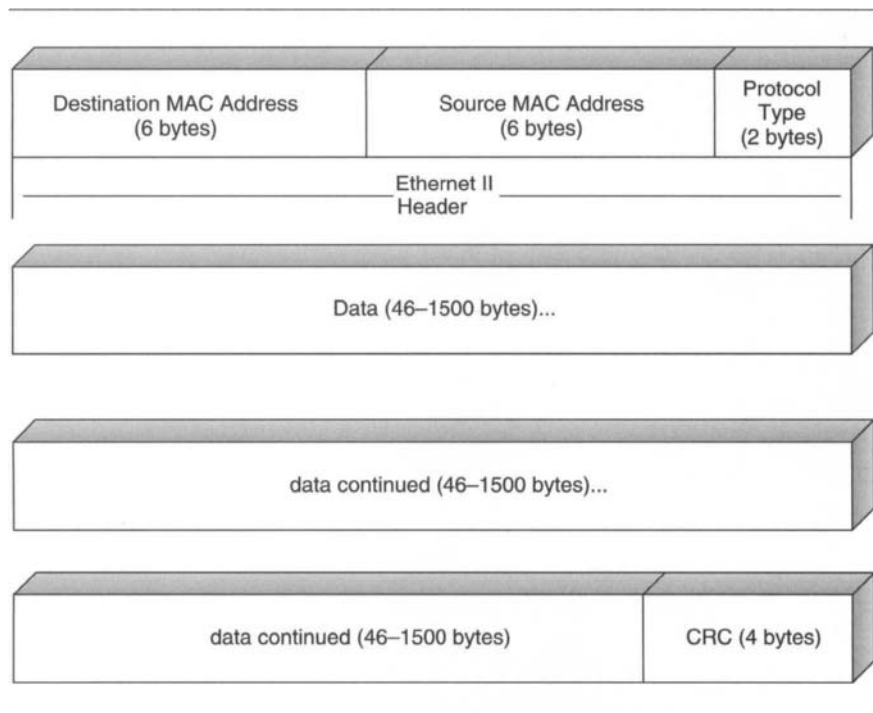 Destination MAC Address
(6 bytes)
Source MAC Address
(6 bytes)
Protocol
Type
(2 bytes)
Ethernet II
Header
Data (46–1500 bytes)...
data continued (46–1500 bytes)...
data continued (46–1500 bytes)
CRC (4 bytes)